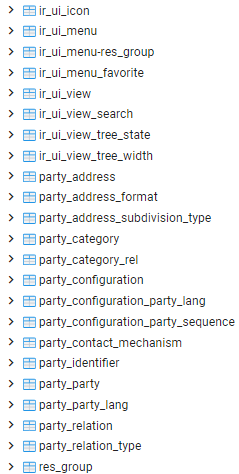 ir_ui_icon
ir_ui_menu
ir_ui_menu-res_group
ir_ui_menu_favorite
ir_ui_view
ir_ui_view_search
ir_ui_view_tree_state
ir_ui_view_tree_width
party_address
party_address_format
party_address_subdivision_type
party_category
party_category_rel
party_configuration
party_configuration_party_lang
party_configuration_party_sequence
party_contact_mechanism
party_identifier
party_party
party_party_lang
party_relation
party_relation_type
res_group